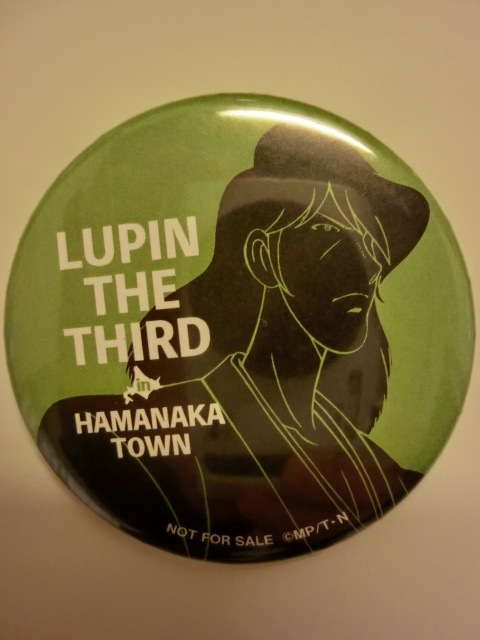 LUPIN
THE
THIRD
in
HAMANAKA
TOWN
NOT FOR SALE ©MP/T・N